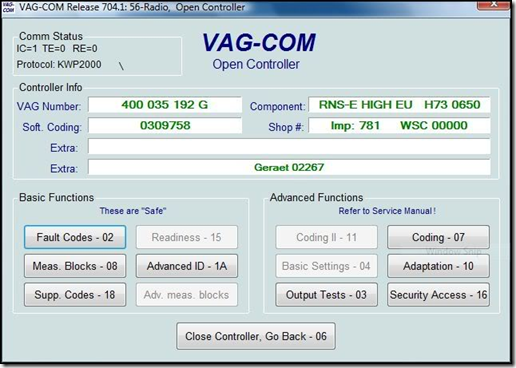 VAG-COM Release 704.1: 56-Radio, Open Controller
Comm Status
IC=1 TE=0 RE=0
Protocol: KWP2000 \
VAG-COM
Open Controller
Controller Info
VAG Number: 400 035 192 G Component: RNS-E HIGH EU H73 0650
Soft. Coding: 0309758 Shop #: Imp: 781 WSC 00000
Extra:
Extra: Geraet 02267
Basic Functions
These are "Safe"
Fault Codes - 02 Readiness - 15
Meas. Blocks - 08 Advanced ID - 1A
Supp. Codes - 18 Adv. meas. blocks
Advanced Functions
Refer to Service Manual!
Coding II - 11 Coding - 07
Basic Settings - 04 Adaptation - 10
Output Tests - 03 Security Access - 16
Close Controller, Go Back - 06